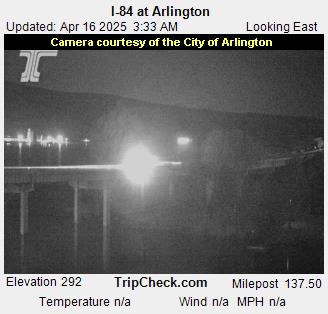 I-84 at Arlington
Updated: Apr 16 2025 3:33 AM Looking East
Camera courtesy of the City of Arlington
Elevation 292 TripCheck.com Milepost 137.50
Temperature n/a Wind n/a MPH n/a